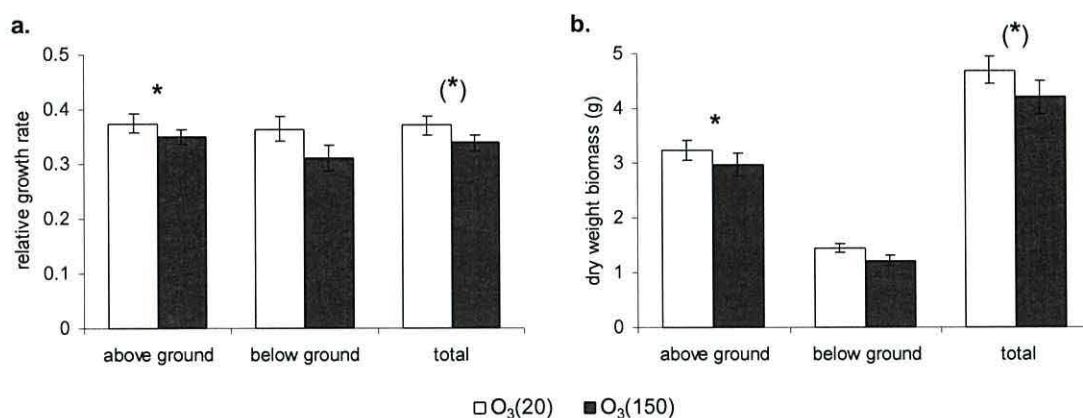 a.
relative growth rate
0.5
0.4
0.3
0.2
0.1
0
*
(*)
above ground
below ground
total
b.
dry weight biomass (g)
5
4
3
2
1
0
*
(*)
above ground
below ground
total
O₃(20)
O₃(150)